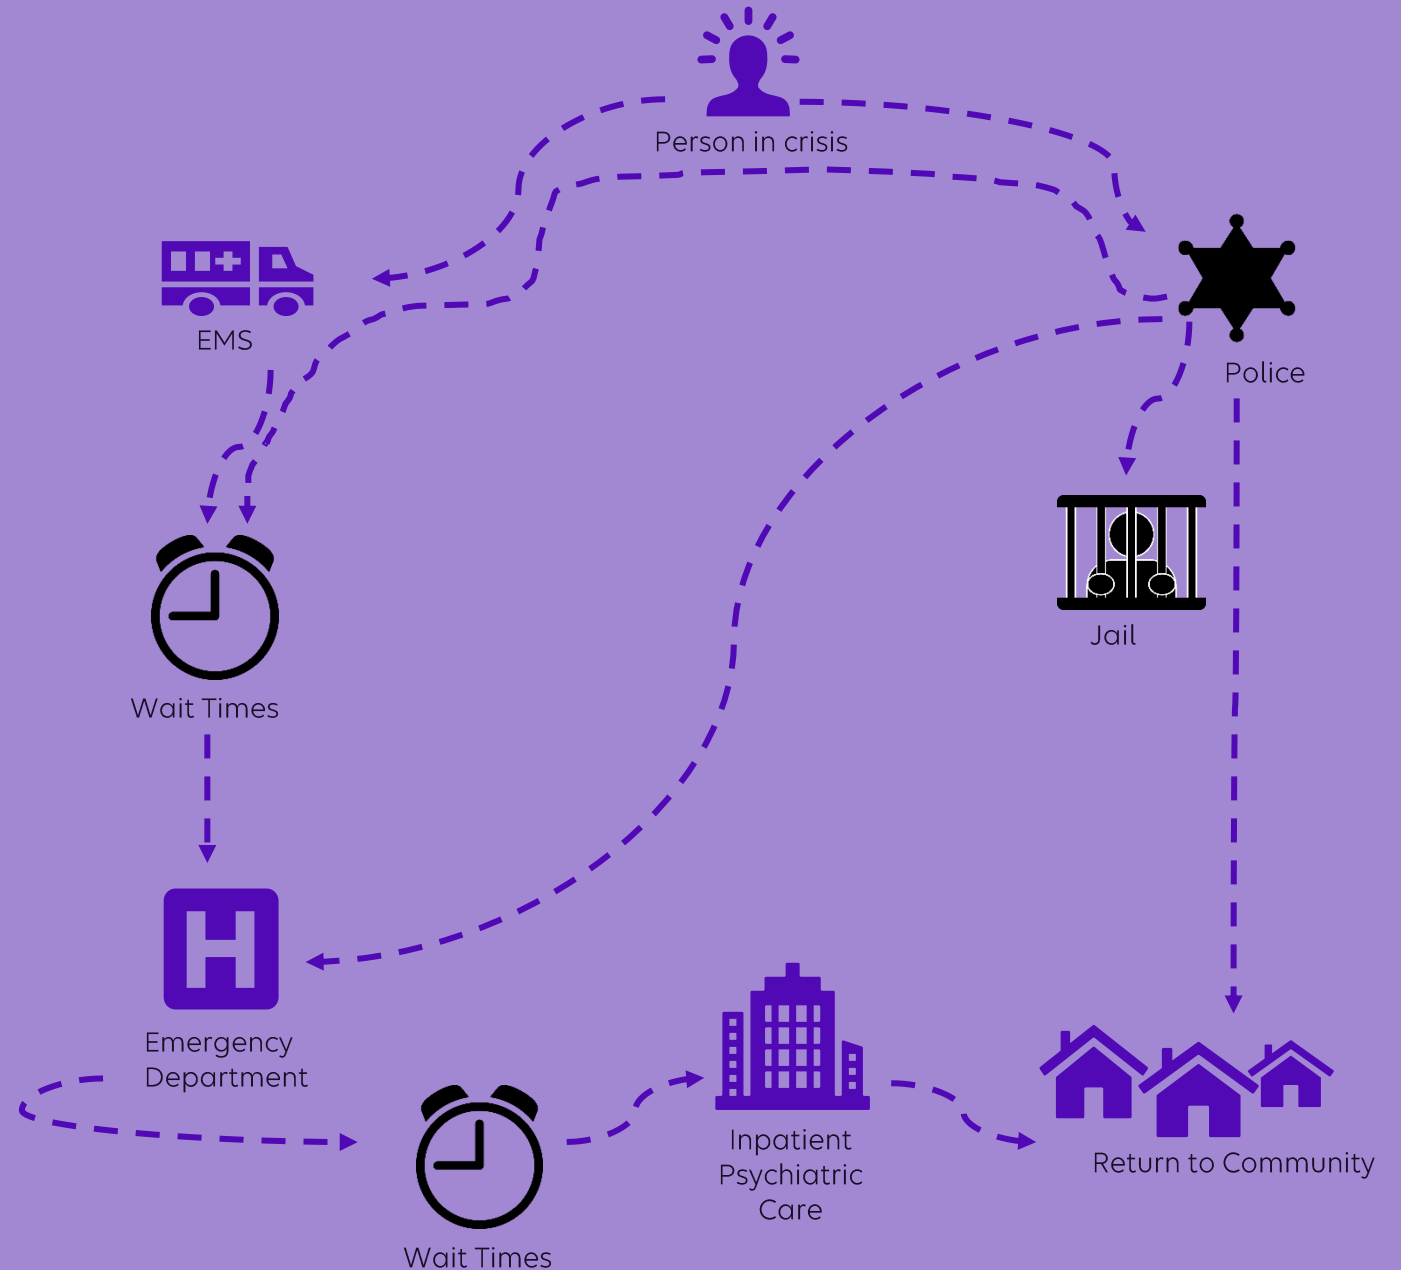 Person in crisis
EMS
Police
Jail
Wait Times
H
Emergency
Department
Inpatient
Psychiatric
Care
Return to Community
Wait Times